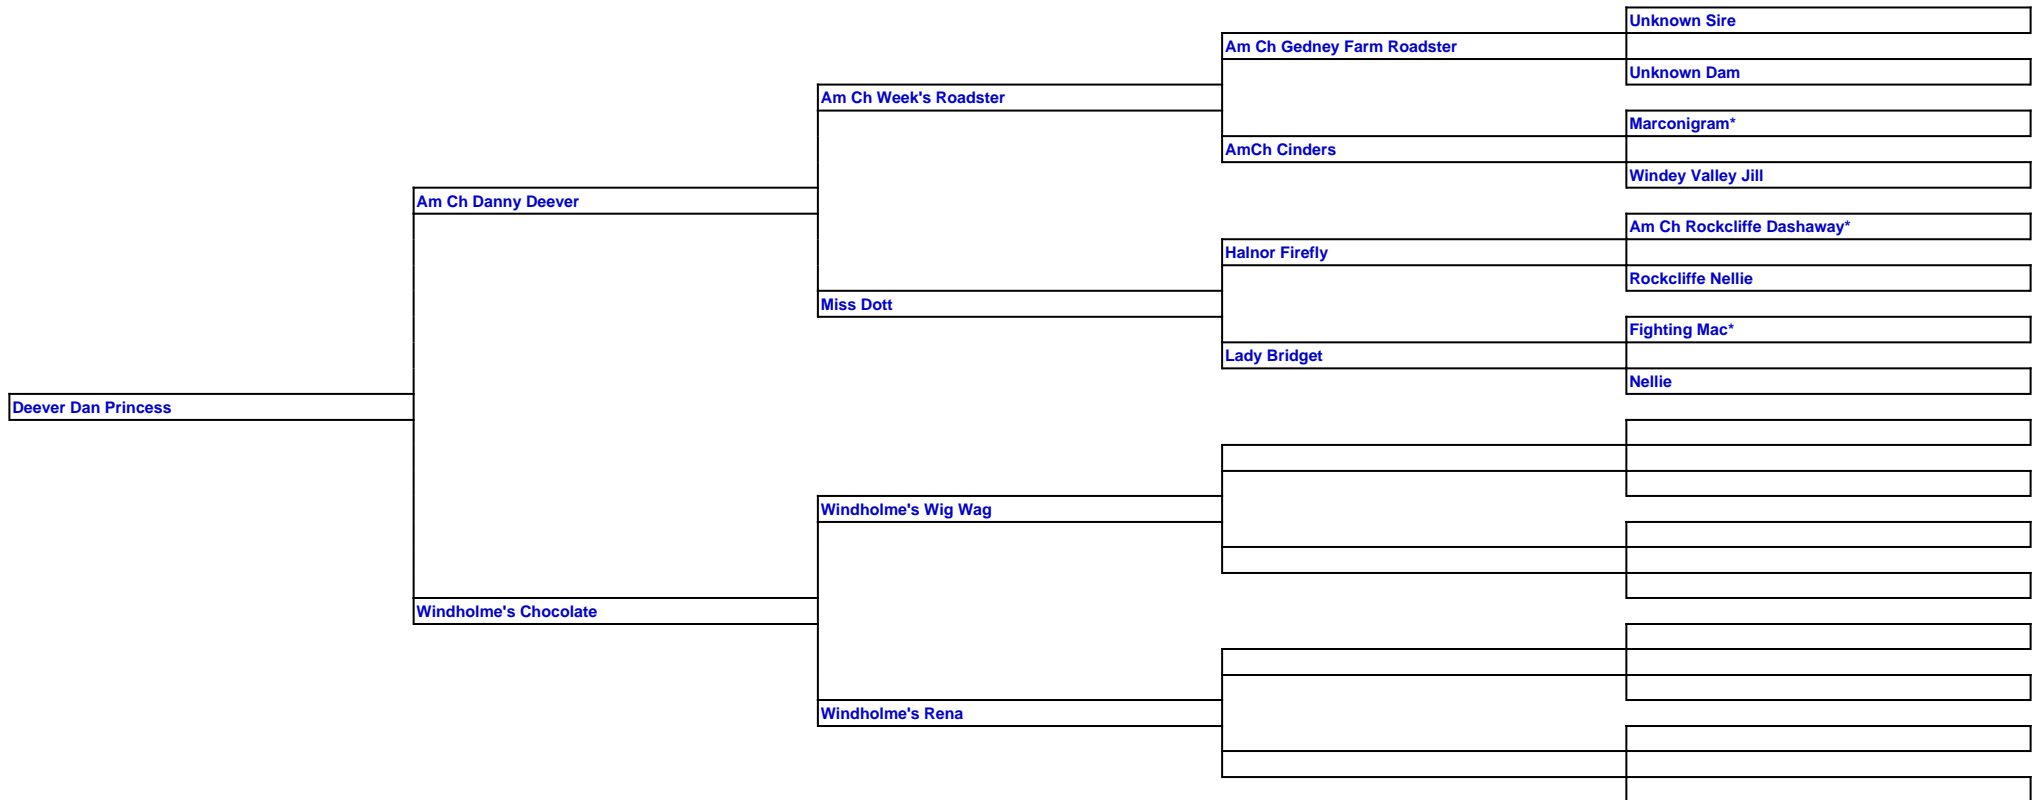 Unknown Sire
Am Ch Gedney Farm Roadster
Unknown Dam
Am Ch Week's Roadster
Marconigram*
AmCh Cinders
Windey Valley Jill
Am Ch Danny Deever
Am Ch Rockcliffe Dashaway*
Halnor Firefly
Rockcliffe Nellie
Miss Dott
Fighting Mac*
Lady Bridget
Nellie
Deever Dan Princess
Windholme's Wig Wag
Windholme's Chocolate
Windholme's Rena